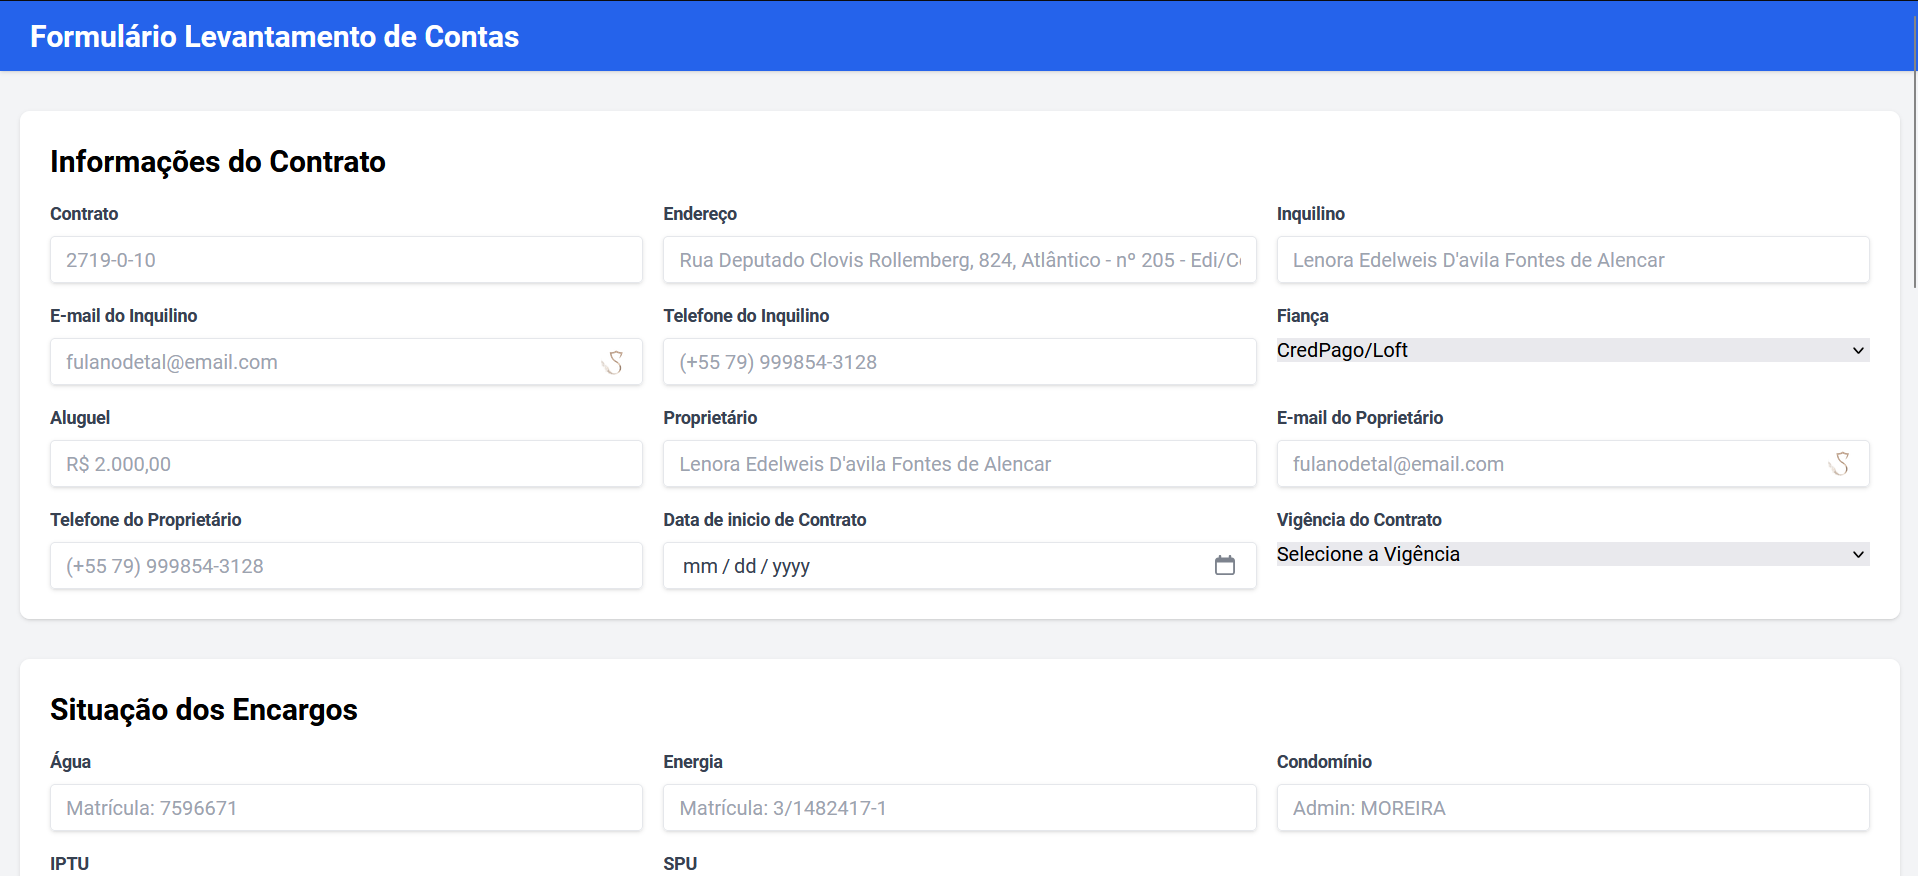 Formulário Levantamento de Contas
Informações do Contrato
Contrato
Endereço
Inquilino
2719-0-10
Rua Deputado Clovis Rollemberg, 824, Atlântico - nº 205 - Edi/C
Lenora Edelweis D'avila Fontes de Alencar
E-mail do Inquilino
Telefone do Inquilino
Fiança
fulanodetal@email.com
(+55 79) 999854-3128
CredPago/Loft
Aluguel
Proprietário
E-mail do Poprietário
R$ 2.000,00
Lenora Edelweis D'avila Fontes de Alencar
fulanodetal@email.com
Telefone do Proprietário
Data de inicio de Contrato
Vigência do Contrato
(+55 79) 999854-3128
mm / dd / yyyy
Selecione a Vigência
Situação dos Encargos
Água
Energia
Condomínio
Matrícula: 7596671
Matrícula: 3/1482417-1
Admin: MOREIRA
IPTU
SPU